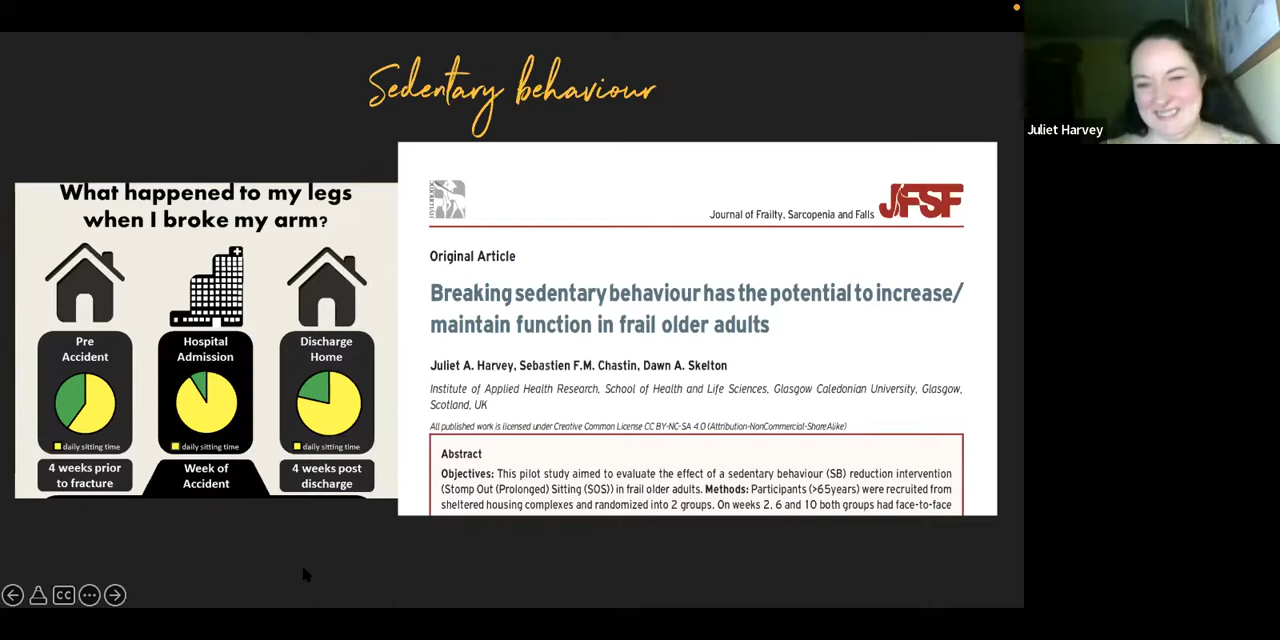 Sedentary behaviour
Juliet Harvey
What happened to my legs
when I broke my arm?
Pre
Accident
daily sitting time
4 weeks prior
to fracture
Hospital
Admission
daily sitting time
Week of
Accident
Discharge
Home
daily sitting time
4 weeks post
discharge
Journal of Frailty, Sarcopenia and Falls
JFSF
Original Article
Breaking sedentary behaviour has the potential to increase/
maintain function in frail older adults
Juliet A. Harvey, Sebastien F.M. Chastin, Dawn A. Skelton
Institute of Applied Health Research, School of Health and Life Sciences, Glasgow Caledonian University, Glasgow,
Scotland, UK
All published work is licensed under Creative Common License CC BY-NC-SA 4.0 (Attribution-NonCommercial-ShareAlike)
Abstract
Objectives: This pilot study aimed to evaluate the effect of a sedentary behaviour (SB) reduction intervention
(Stomp Out (Prolonged) Sitting (SOS)) in frail older adults. Methods: Participants (>65years) were recruited from
sheltered housing complexes and randomized into 2 groups. On weeks 2, 6 and 10 both groups had face-to-face
CC